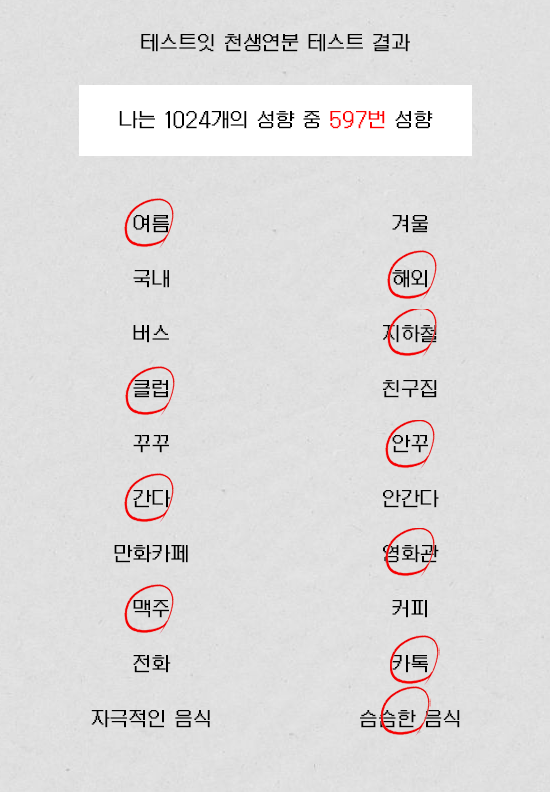 테스트잇 천생연분 테스트 결과
나는 1024개의 성향 중 597번 성향
여름 겨울
국내 해외
버스 지하철
클럽 친구집
꾸꾸 안꾸
간다 안간다
만화카페 영화관
맥주 커피
전화 카톡
자극적인 음식 슴슴한 음식